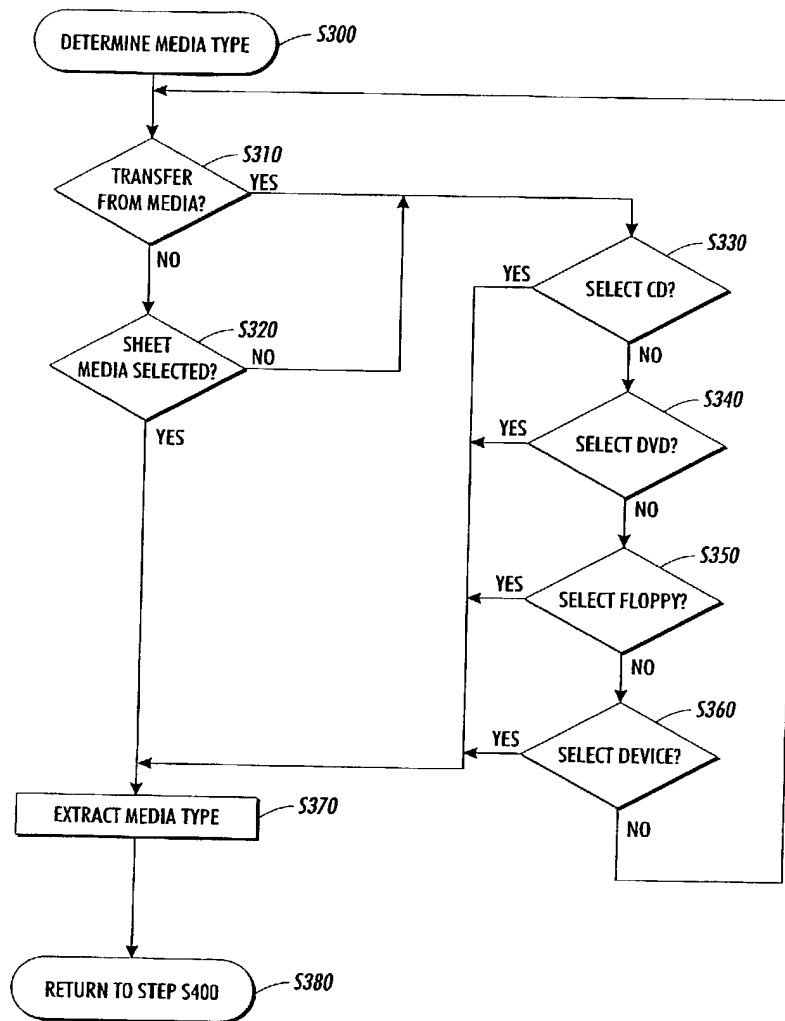 DETERMINE MEDIA TYPE
S300
S310
TRANSFER
FROM MEDIA?
YES
NO
S320
SHEET
MEDIA SELECTED?
NO
YES
S330
YES
SELECT CD?
NO
S340
YES
SELECT DVD?
NO
S350
YES
SELECT FLOPPY?
NO
S360
YES
SELECT DEVICE?
NO
EXTRACT MEDIA TYPE
S370
RETURN TO STEP S400
S380